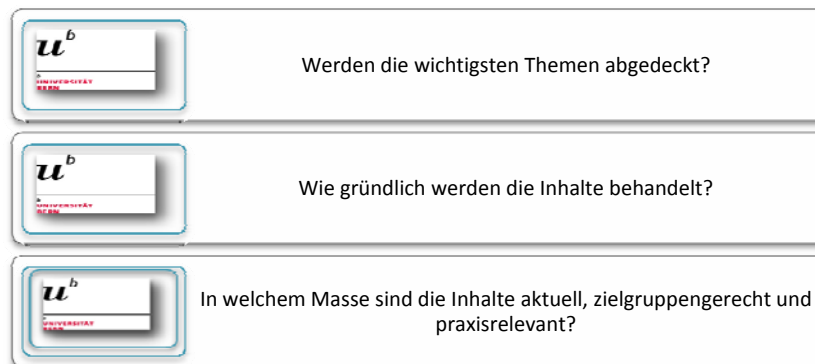 u^b
b
UNIVERSITÄT
BERN
Werden die wichtigsten Themen abgedeckt?
u^b
b
UNIVERSITÄT
BERN
Wie gründlich werden die Inhalte behandelt?
u^b
b
UNIVERSITÄT
BERN
In welchem Masse sind die Inhalte aktuell, zielgruppengerecht und
praxisrelevant?